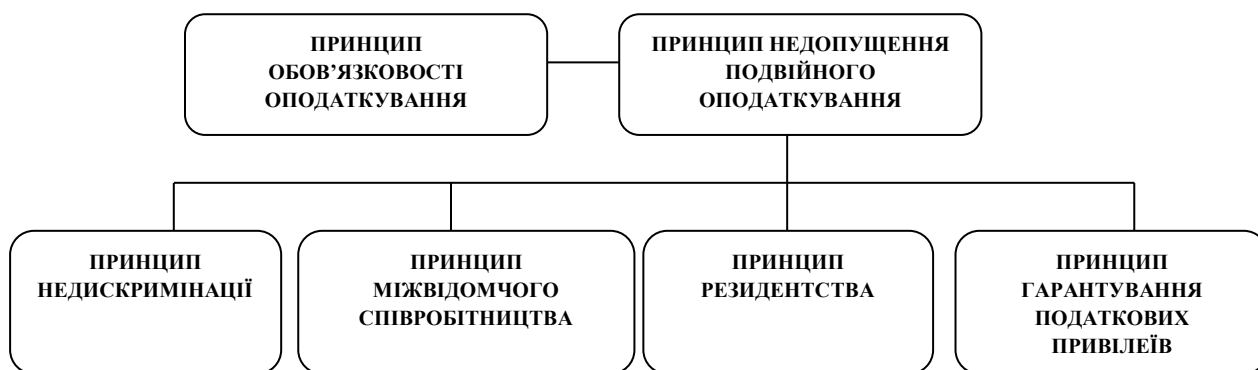 ПРИНЦИП
ОБОВ’ЯЗКОВОСТІ
ОПОДАТКУВАННЯ
ПРИНЦИП НЕДОПУЩЕННЯ
ПОДВІЙНОГО
ОПОДАТКУВАННЯ
ПРИНЦИП
НЕДИСКРИМІНАЦІЇ
ПРИНЦИП
МІЖВІДОМЧОГО
СПІВРОБІТНИЦТВА
ПРИНЦИП
РЕЗИДЕНТСТВА
ПРИНЦИП
ГАРАНТУВАННЯ
ПОДАТКОВИХ
ПРИВІЛЕЇВ